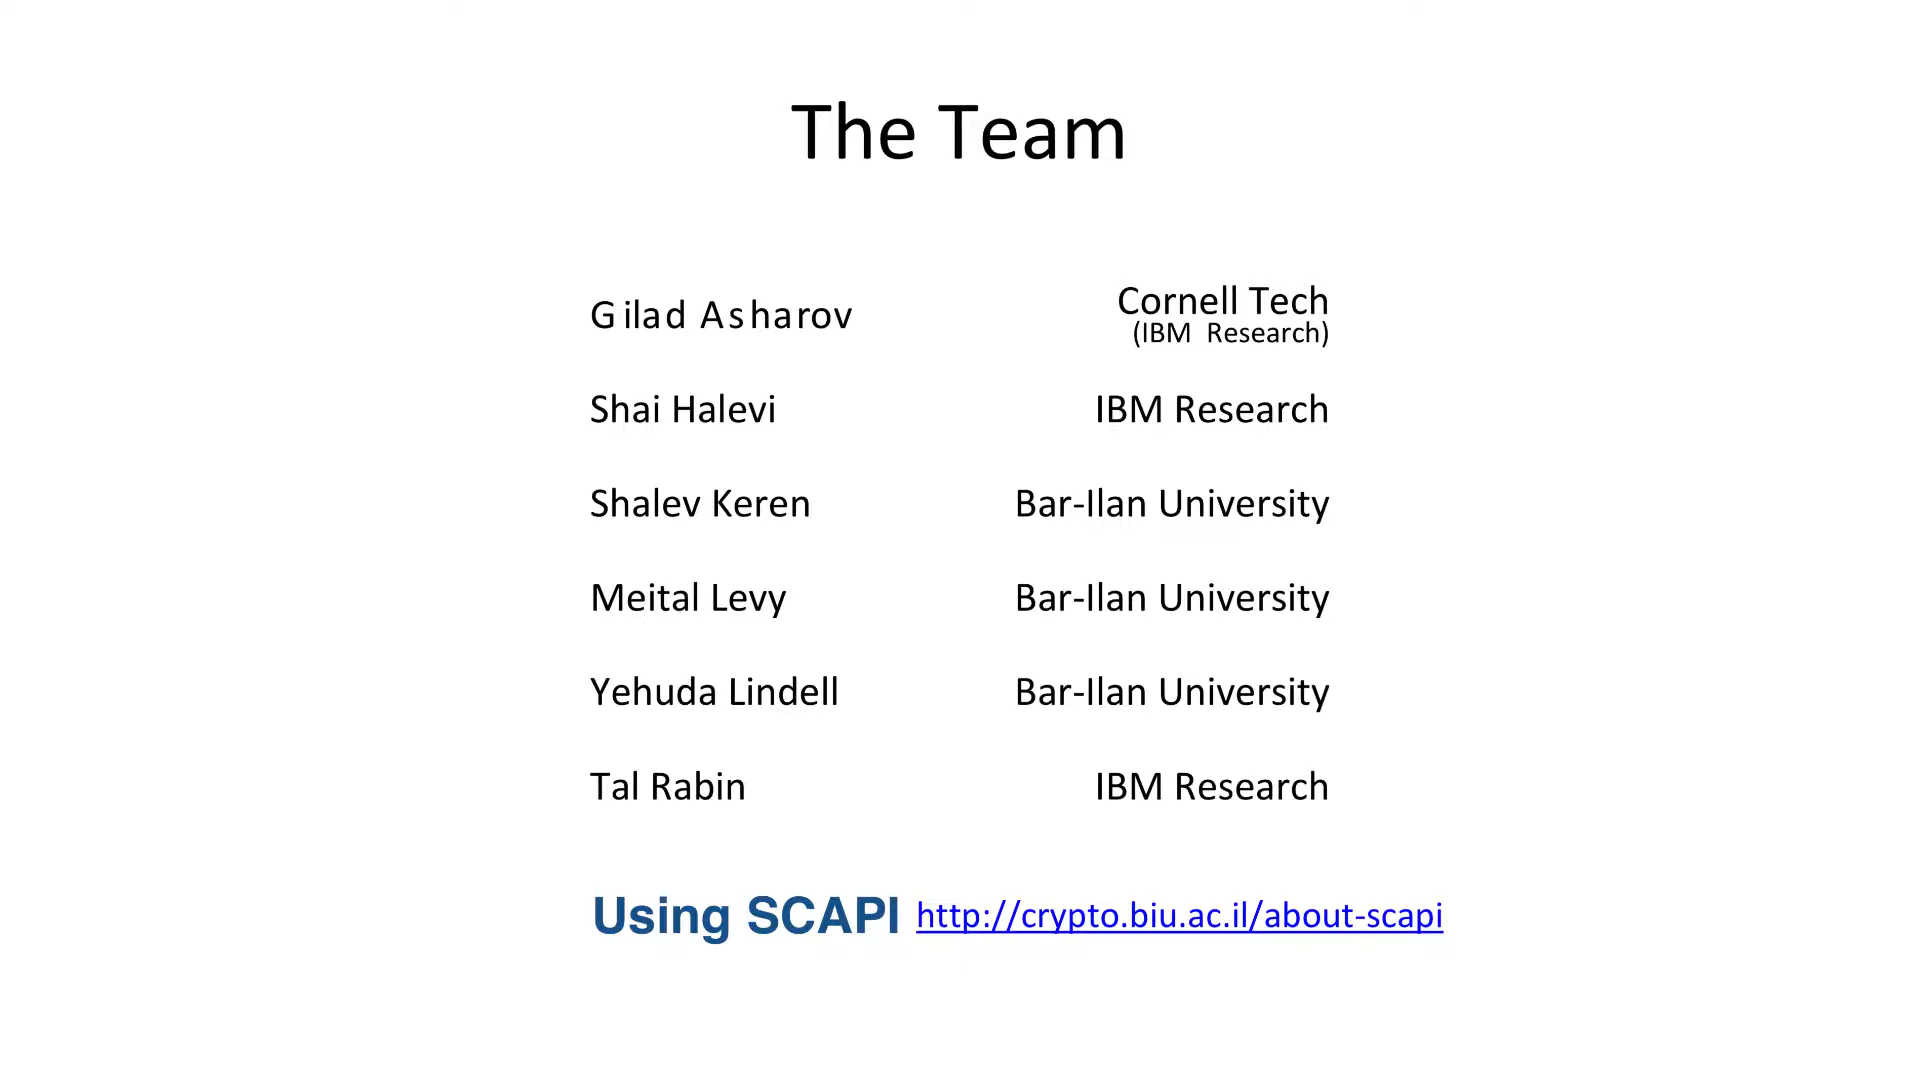 The Team
Gilad Asharov Cornell Tech
(IBM Research)
Shai Halevi IBM Research
Shalev Keren Bar-Ilan University
Meital Levy Bar-Ilan University
Yehuda Lindell Bar-Ilan University
Tal Rabin IBM Research
Using SCAPI http://crypto.biu.ac.il/about-scapi